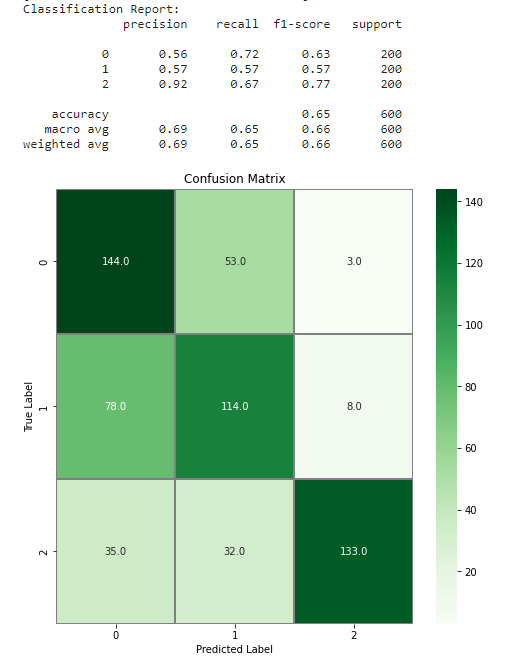 Classification Report:
precision recall f1-score support
0 0.56 0.72 0.63 200
1 0.57 0.57 0.57 200
2 0.92 0.67 0.77 200
accuracy 0.65 600
macro avg 0.69 0.65 0.66 600
weighted avg 0.69 0.65 0.66 600
Confusion Matrix
0 144.0 53.0 3.0
1 78.0 114.0 8.0
2 35.0 32.0 133.0
True Label
0 1 2
Predicted Label
140
120
100
80
60
40
20